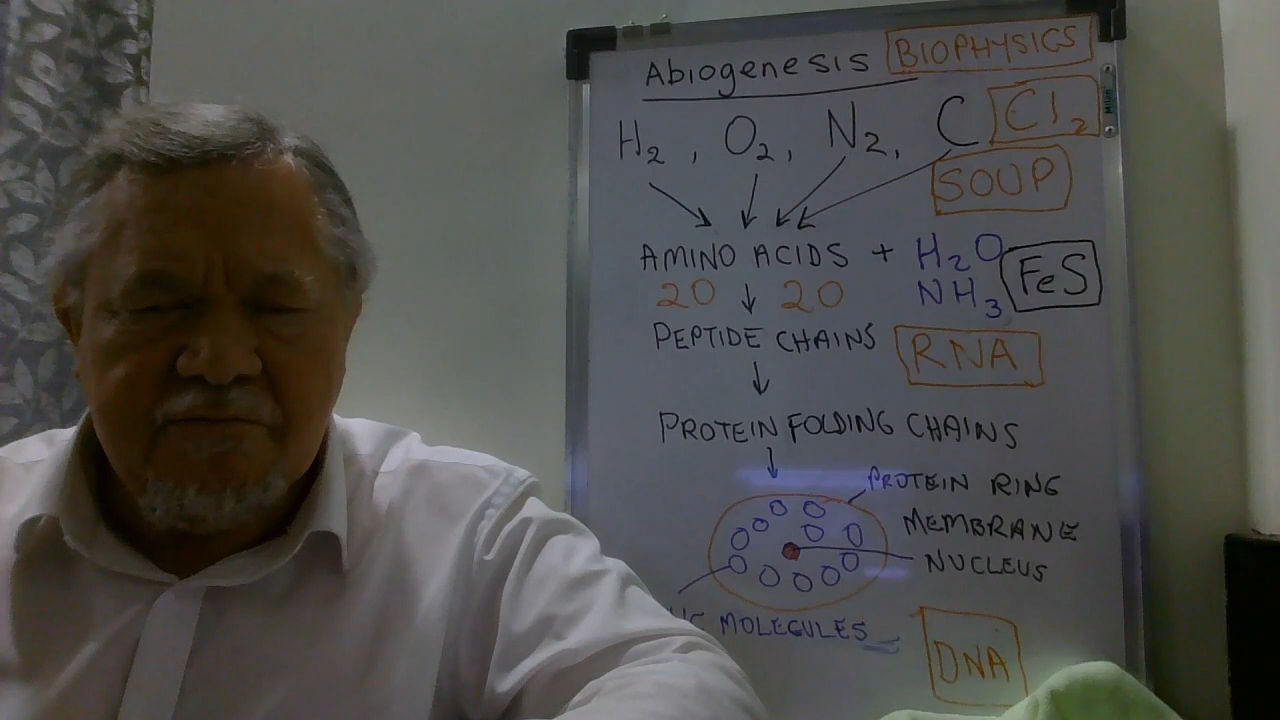 Abiogenesis BIOPHYSICS
H₂, O₂, N₂, C Cl₂
SOUP
AMINO ACIDS + H₂O
20 20 NH₃ FeS
PEPTIDE CHAINS RNA
PROTEIN FOLDING CHAINS
PROTEIN RING
MEMBRANE
NUCLEUS
MOLECULES
DNA